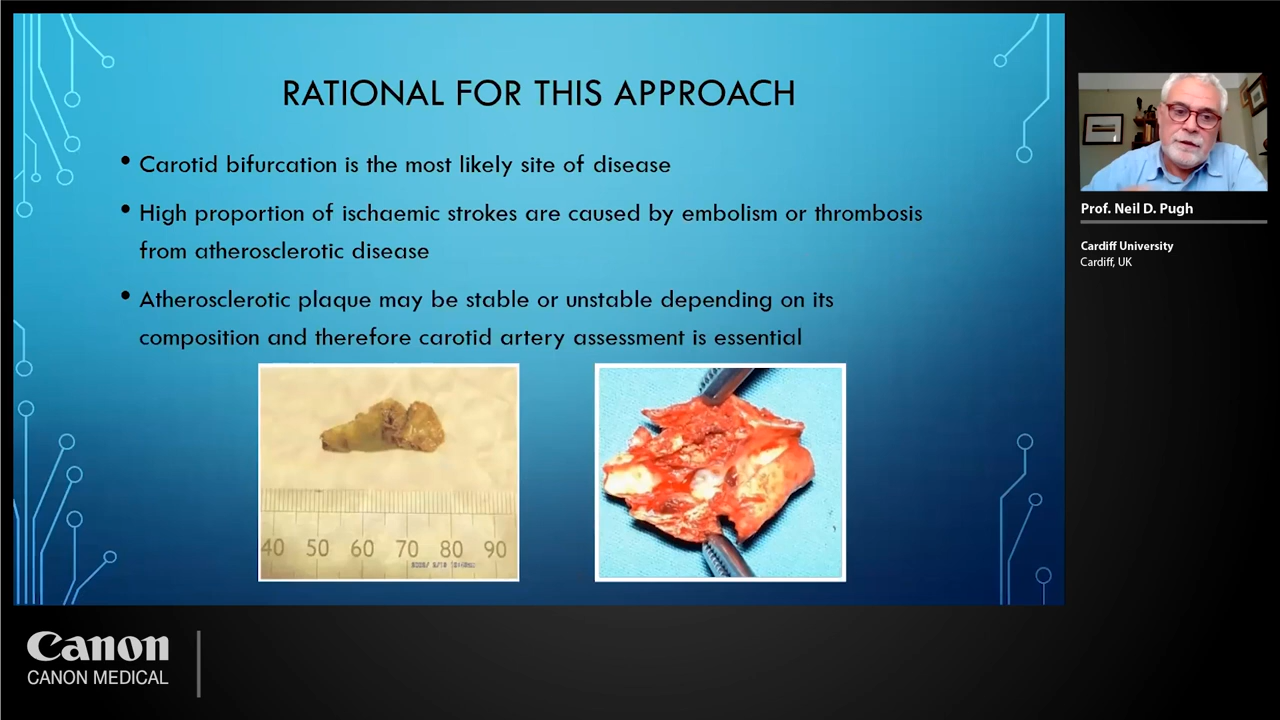 RATIONAL FOR THIS APPROACH
• Carotid bifurcation is the most likely site of disease
• High proportion of ischaemic strokes are caused by embolism or thrombosis
from atherosclerotic disease
• Atherosclerotic plaque may be stable or unstable depending on its
composition and therefore carotid artery assessment is essential
40 50 60 70 80 90
Prof. Neil D. Pugh
Cardiff University
Cardiff, UK
Canon
CANON MEDICAL